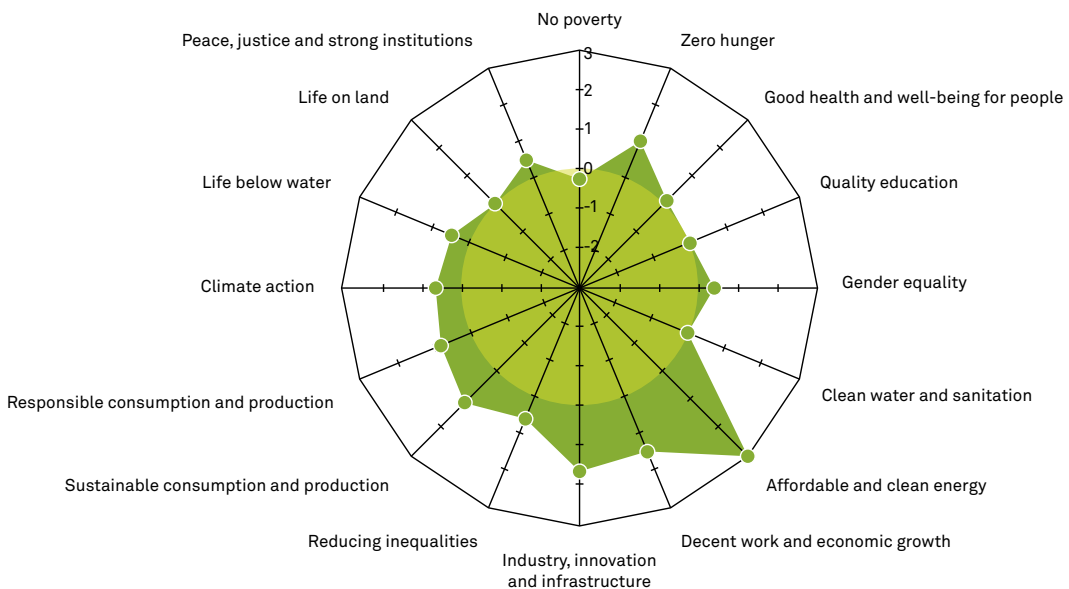 No poverty
Peace, justice and strong institutions
Zero hunger
3
2
Life on land
Good health and well-being for people
1
0
Life below water
Quality education
-1
-2
Climate action
Gender equality
Responsible consumption and production
Clean water and sanitation
Sustainable consumption and production
Affordable and clean energy
Reducing inequalities
Decent work and economic growth
Industry, innovation
and infrastructure